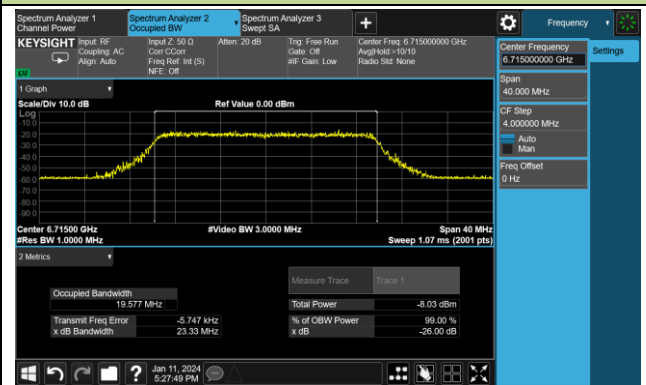 Spectrum Analyzer 1
Channel Power
Spectrum Analyzer 2
Occupied BW
Spectrum Analyzer 3
Swept SA
+
Frequency
KEYSIGHT
Input: RF
Coupling: AC
Align: Auto
Input Z: 50 Ω
Corr CCorr
Freq Ref: Int (S)
NFE: Off
Atten: 20 dB
Trig: Free Run
Gate: Off
#IF Gain: Low
Center Freq: 6.715000000 GHz
Avg|Hold:>10/10
Radio Std: None
Center Frequency
6.715000000 GHz
Settings
Span
40.000 MHz
CF Step
4.000000 MHz
Auto
Man
Freq Offset
0 Hz
1 Graph
Scale/Div 10.0 dB
Ref Value 0.00 dBm
Log
-10.0
-20.0
-30.0
-40.0
-50.0
-60.0
-70.0
-80.0
-90.0
Center 6.71500 GHz
#Video BW 3.0000 MHz
Span 40 MHz
#Res BW 1.0000 MHz
Sweep 1.07 ms (2001 pts)
2 Metrics
Measure Trace
Trace 1
Occupied Bandwidth
19.577 MHz
Total Power
-8.03 dBm
Transmit Freq Error
-5.747 kHz
% of OBW Power
99.00 %
x dB Bandwidth
23.33 MHz
x dB
-26.00 dB
?
Jan 11, 2024
5:27:49 PM